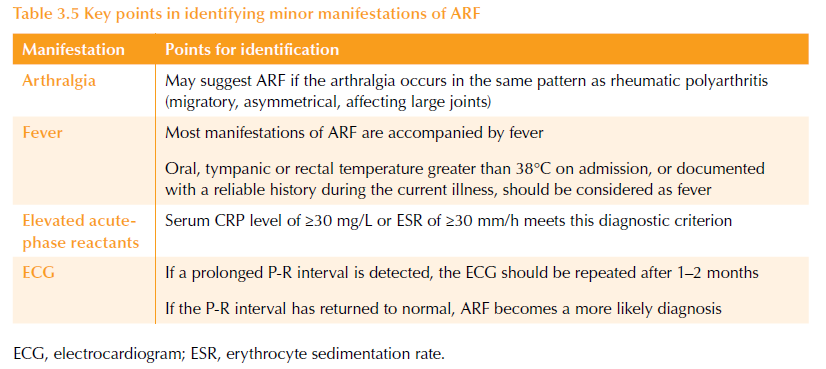 Table 3.5 Key points in identifying minor manifestations of ARF
Manifestation Points for identification
Arthralgia May suggest ARF if the arthralgia occurs in the same pattern as rheumatic polyarthritis
(migratory, asymmetrical, affecting large joints)
Fever Most manifestations of ARF are accompanied by fever
Oral, tympanic or rectal temperature greater than 38°C on admission, or documented
with a reliable history during the current illness, should be considered as fever
Elevated acute- Serum CRP level of ≥30 mg/L or ESR of ≥30 mm/h meets this diagnostic criterion
phase reactants
ECG If a prolonged P-R interval is detected, the ECG should be repeated after 1–2 months
If the P-R interval has returned to normal, ARF becomes a more likely diagnosis
ECG, electrocardiogram; ESR, erythrocyte sedimentation rate.